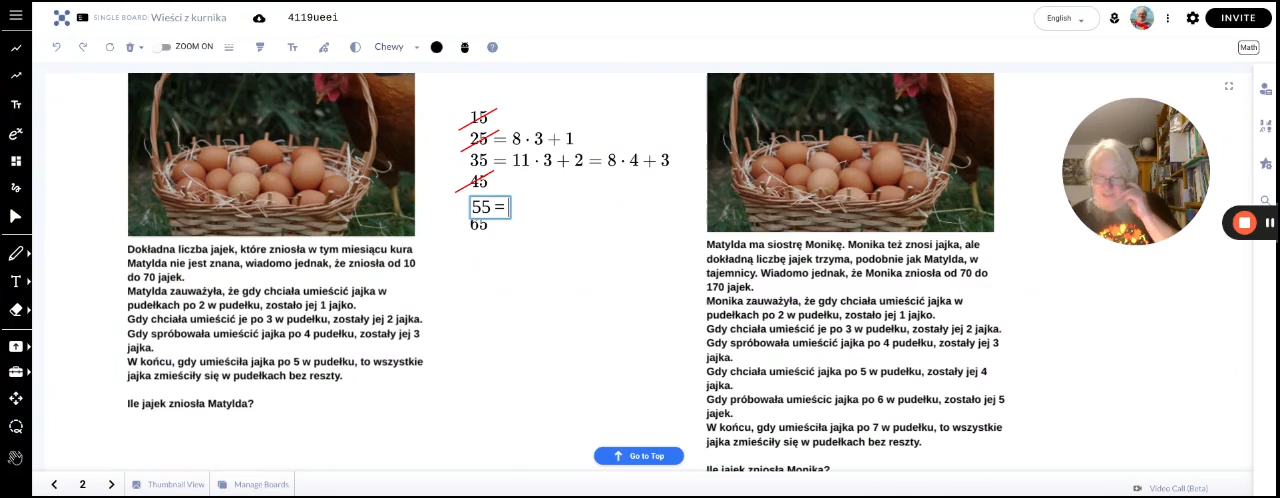 SINGLE BOARD: Wieści z kurnika
4119ueei
English
INVITE
ZOOM ON
Tт
Chewy
Math
Tт
eˣ
T
15
25 = 8 · 3 + 1
35 = 11 · 3 + 2 = 8 · 4 + 3
45
55 =
65
Dokładna liczba jajek, które zniosła w tym miesiącu kura
Matylda nie jest znana, wiadomo jednak, że zniosła od 10
do 70 jajek.
Matylda zauważyła, że gdy chciała umieścić jajka w
pudełkach po 2 w pudełku, zostało jej 1 jajko.
Gdy chciała umieścić je po 3 w pudełku, zostały jej 2 jajka.
Gdy spróbowała umieścić jajka po 4 pudełku, zostały jej 3
jajka.
W końcu, gdy umieściła jajka po 5 w pudełku, to wszystkie
jajka zmieściły się w pudełkach bez reszty.
Ile jajek zniosła Matylda?
Matylda ma siostrę Monikę. Monika też znosi jajka, ale
dokładną liczbę jajek trzyma, podobnie jak Matylda, w
tajemnicy. Wiadomo jednak, że Monika zniosła od 70 do
170 jajek.
Monika zauważyła, że gdy chciała umieścić jajka w
pudełkach po 2 w pudełku, zostało jej 1 jajko.
Gdy chciała umieścić je po 3 w pudełku, zostały jej 2 jajka.
Gdy spróbowała umieścić jajka po 4 pudełku, zostały jej 3
jajka.
Gdy chciała umieścić jajka po 5 w pudełku, zostały jej 4
jajka.
Gdy próbowała umieścic jajka po 6 w pudełku, zostało jej 5
jajek.
W końcu, gdy umieściła jajka po 7 w pudełku, to wszystkie
jajka zmieściły się w pudełkach bez reszty.
Ile jajek zniosła Monika?
Go to Top
2
Thumbnail View
Manage Boards
Video Call (Beta)